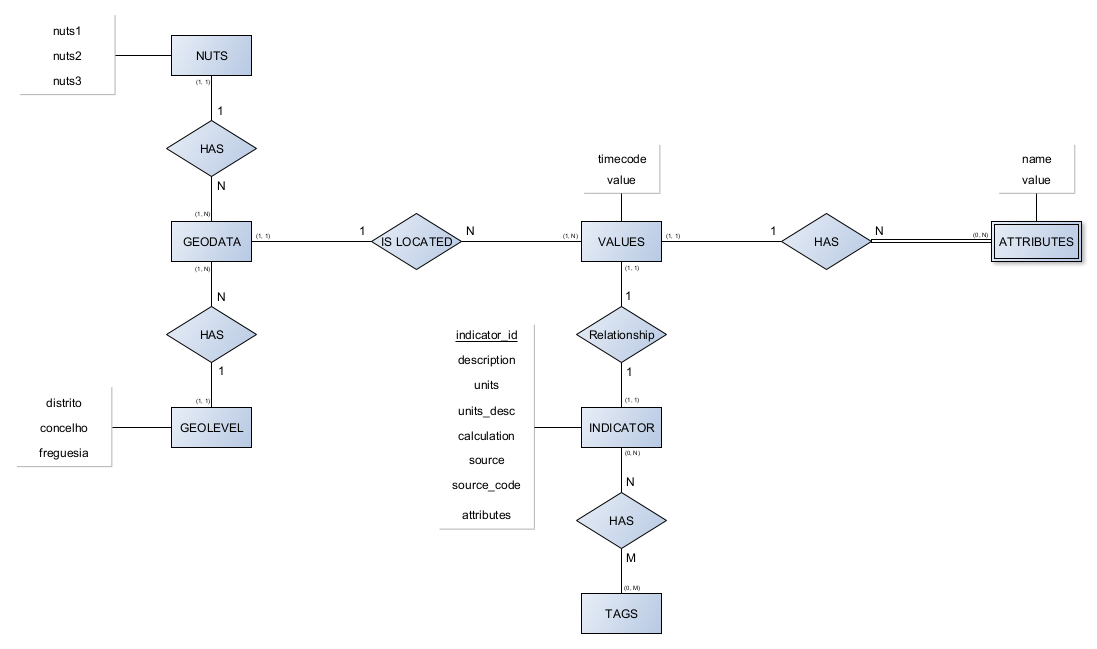 nuts1
nuts2
nuts3
NUTS
(1, 1)
1
HAS
N
(1, N)
GEODATA
(1, 1)
1
IS LOCATED
N
(1, N)
timecode
value
VALUES
(1, 1)
1
HAS
N
(0, N)
name
value
ATTRIBUTES
(1, N)
N
HAS
1
(1, 1)
distrito
concelho
freguesia
GEOLEVEL
(1, 1)
1
Relationship
1
(1, 1)
indicator_id
description
units
units_desc
calculation
source
source_code
attributes
INDICATOR
(0, N)
N
HAS
M
(0, M)
TAGS